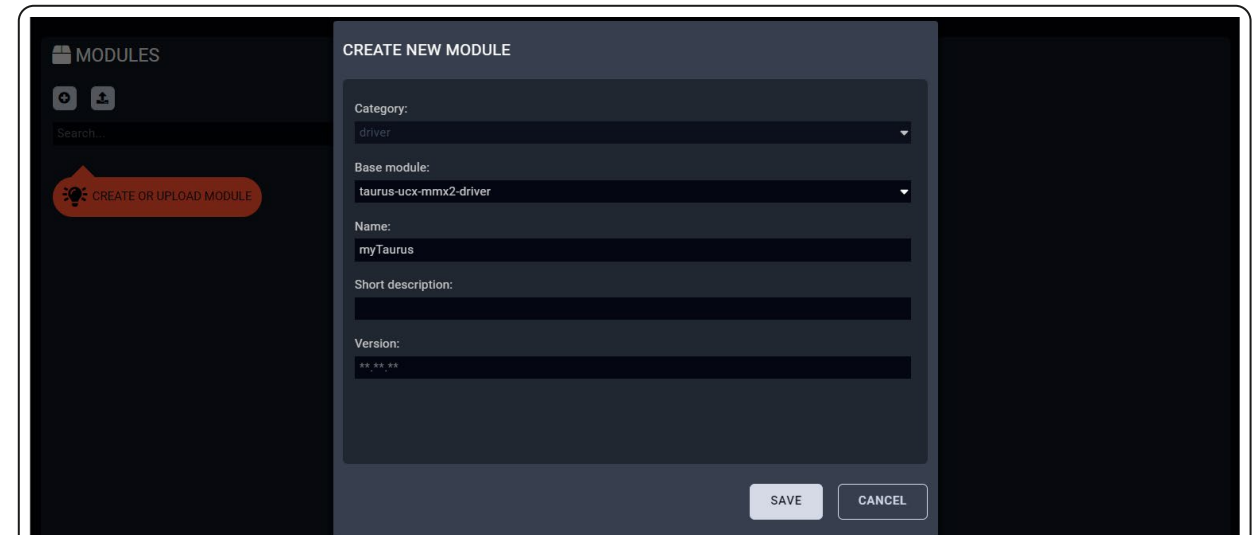 MODULES
Search...
CREATE OR UPLOAD MODULE
CREATE NEW MODULE
Category:
driver
Base module:
taurus-ucx-mmx2-driver
Name:
myTaurus
Short description:
Version:
**.**.**
SAVE
CANCEL